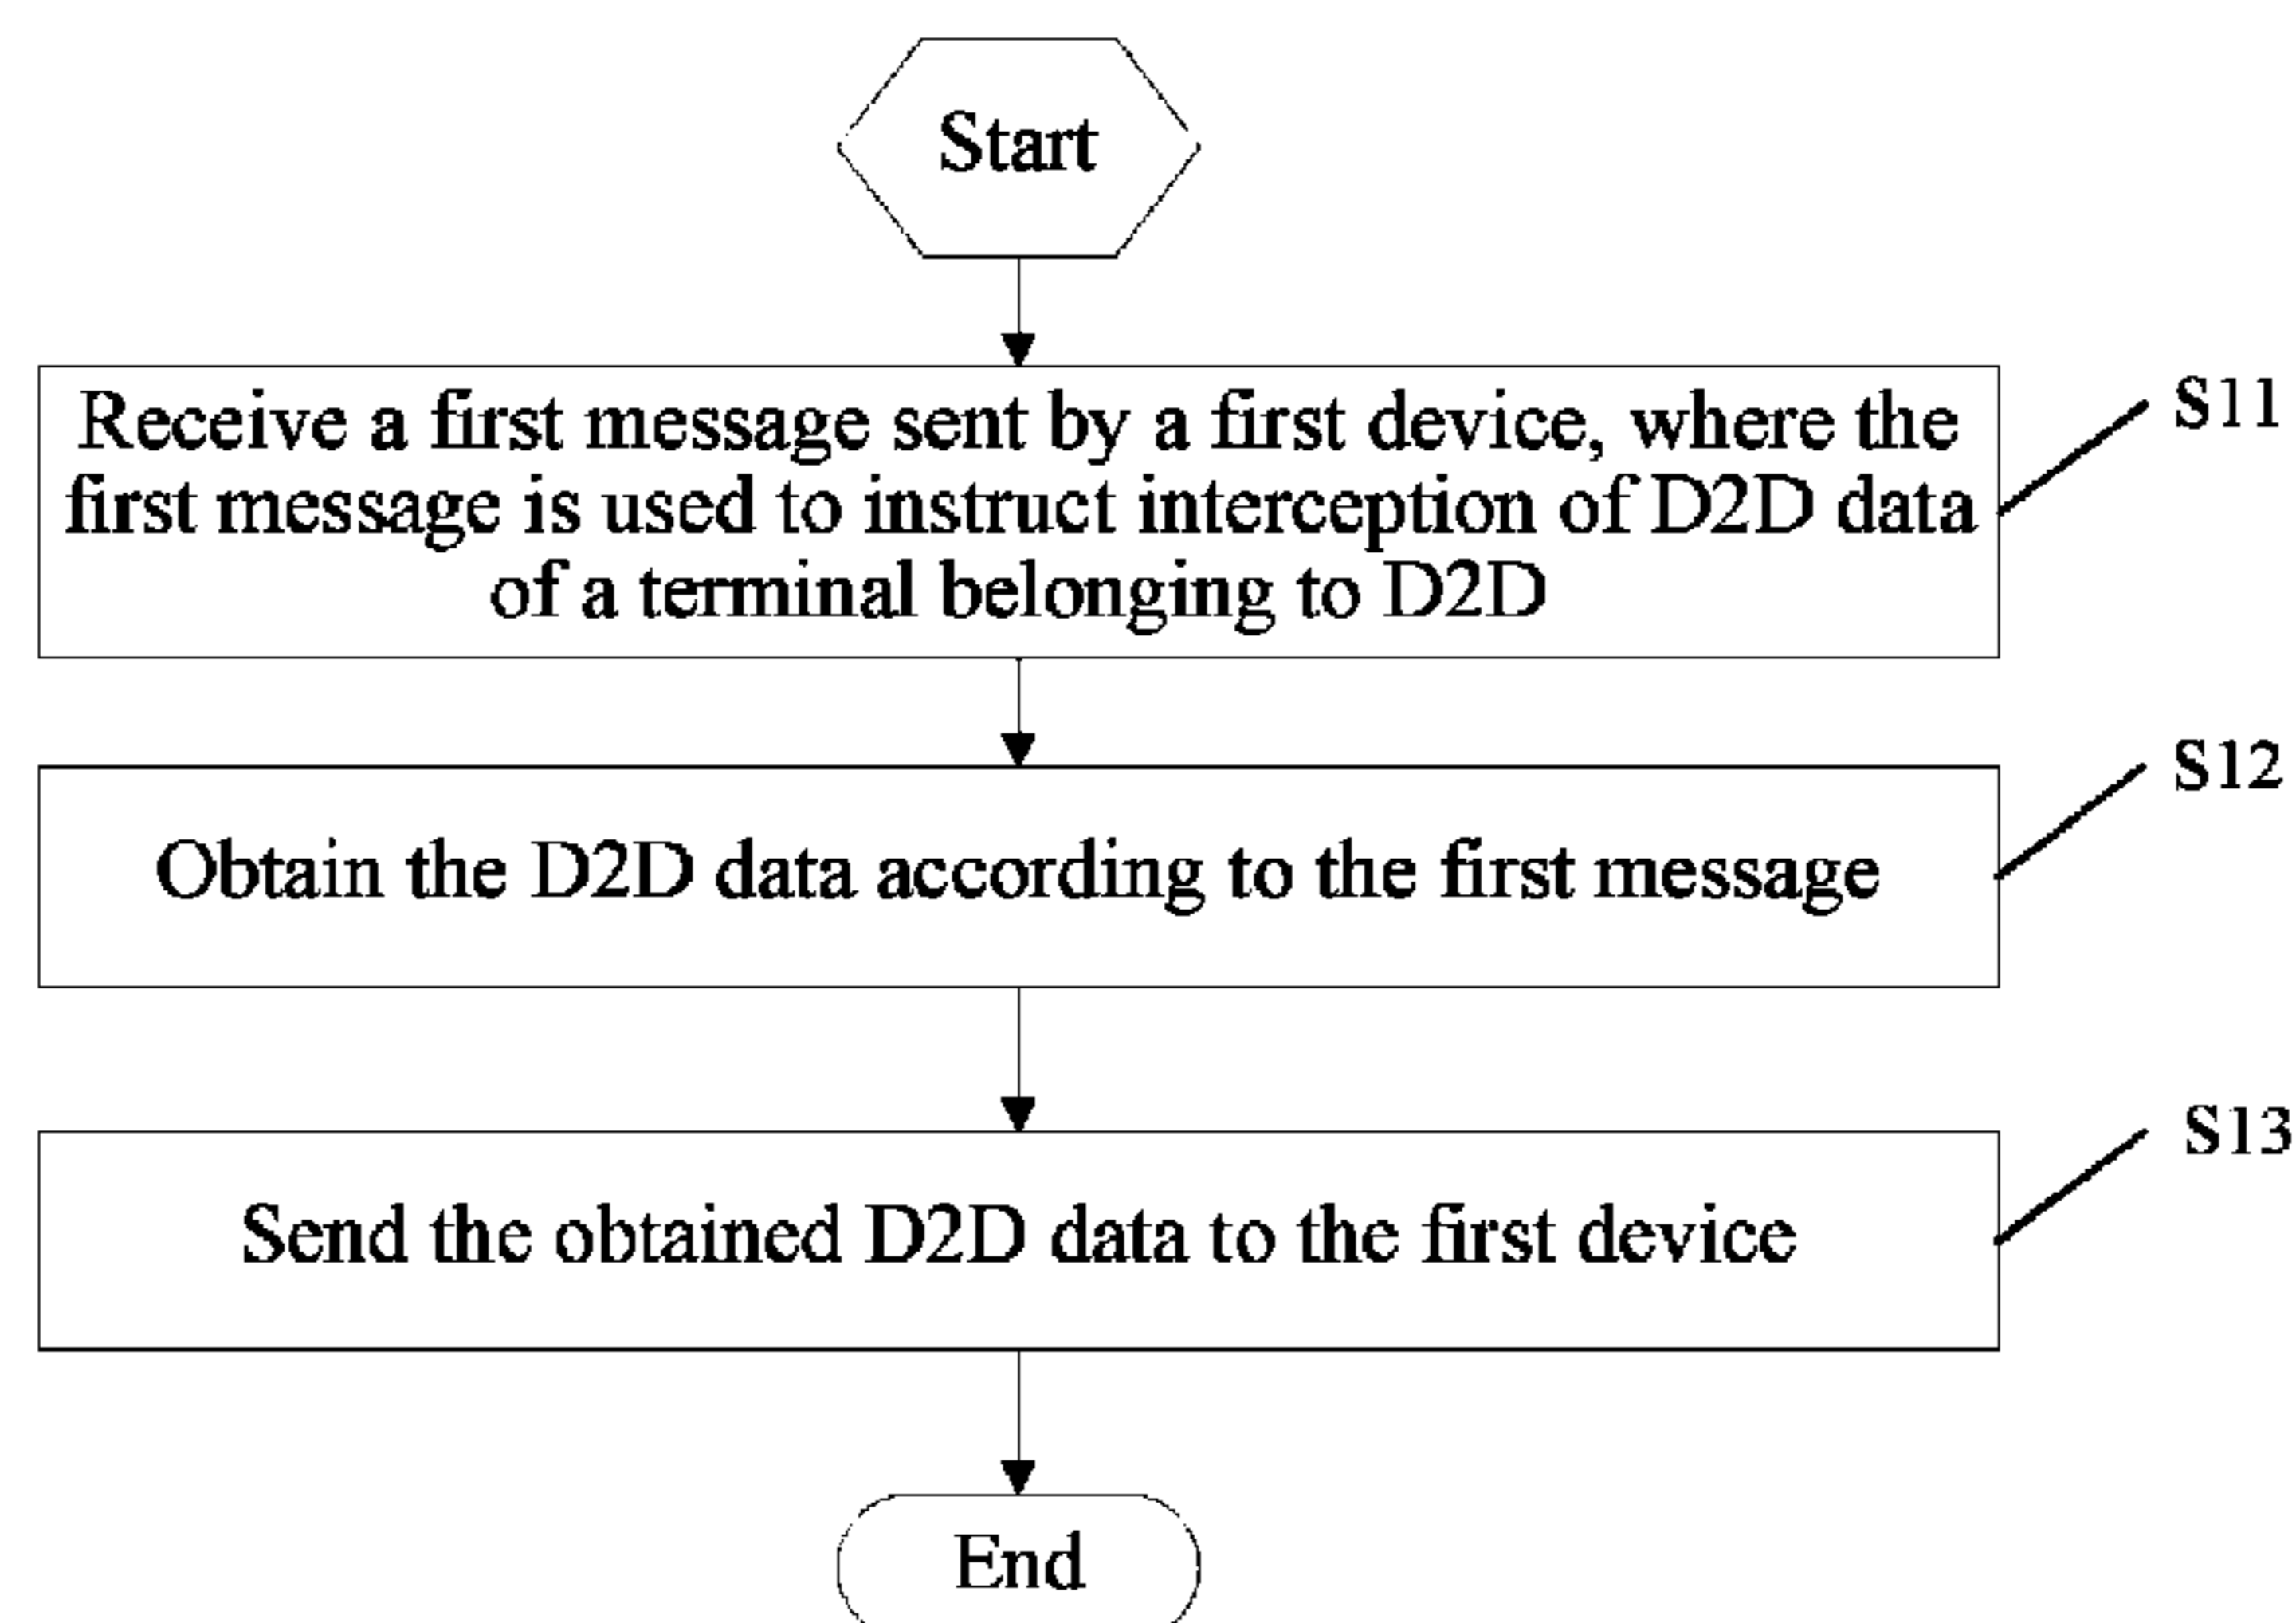 Start
Receive a first message sent by a first device, where the
first message is used to instruct interception of D2D data
of a terminal belonging to D2D
S11
Obtain the D2D data according to the first message
S12
Send the obtained D2D data to the first device
S13
End